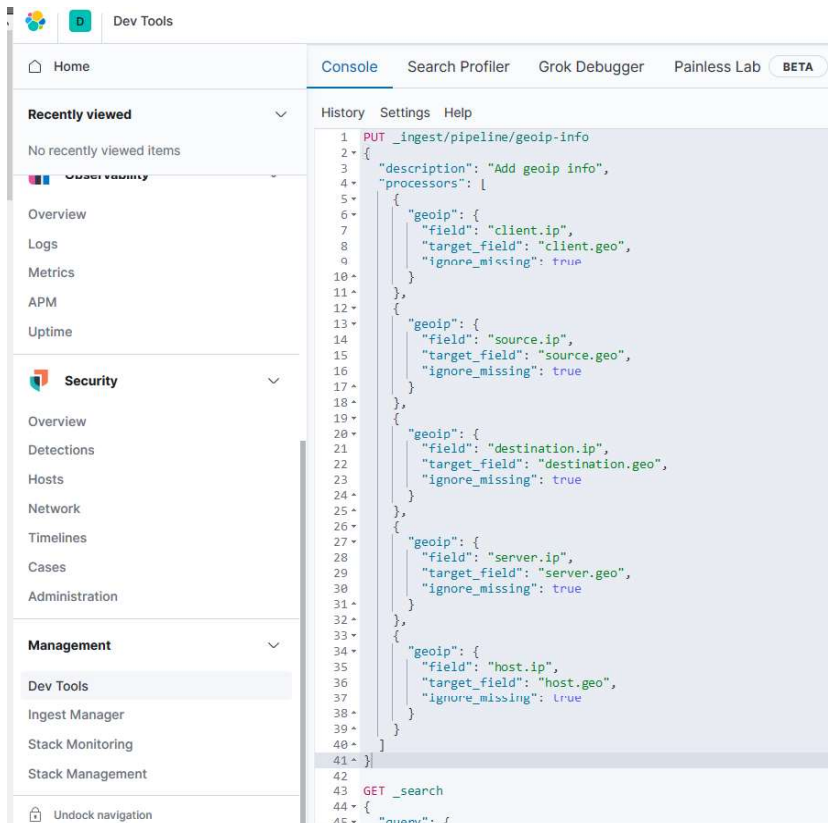 D Dev Tools
Home
Recently viewed
No recently viewed items
Observability
Overview
Logs
Metrics
APM
Uptime
Security
Overview
Detections
Hosts
Network
Timelines
Cases
Administration
Management
Dev Tools
Ingest Manager
Stack Monitoring
Stack Management
Undock navigation
Console Search Profiler Grok Debugger Painless Lab BETA
History Settings Help
1 PUT _ingest/pipeline/geoip-info
2 {
3 "description": "Add geoip info",
4 "processors": [
5 {
6 "geoip": {
7 "field": "client.ip",
8 "target_field": "client.geo",
9 "ignore_missing": true
10 }
11 },
12 {
13 "geoip": {
14 "field": "source.ip",
15 "target_field": "source.geo",
16 "ignore_missing": true
17 }
18 },
19 {
20 "geoip": {
21 "field": "destination.ip",
22 "target_field": "destination.geo",
23 "ignore_missing": true
24 }
25 },
26 {
27 "geoip": {
28 "field": "server.ip",
29 "target_field": "server.geo",
30 "ignore_missing": true
31 }
32 },
33 {
34 "geoip": {
35 "field": "host.ip",
36 "target_field": "host.geo",
37 "ignore_missing": true
38 }
39 }
40 ]
41 }
42
43 GET _search
44 {
45 "query": {